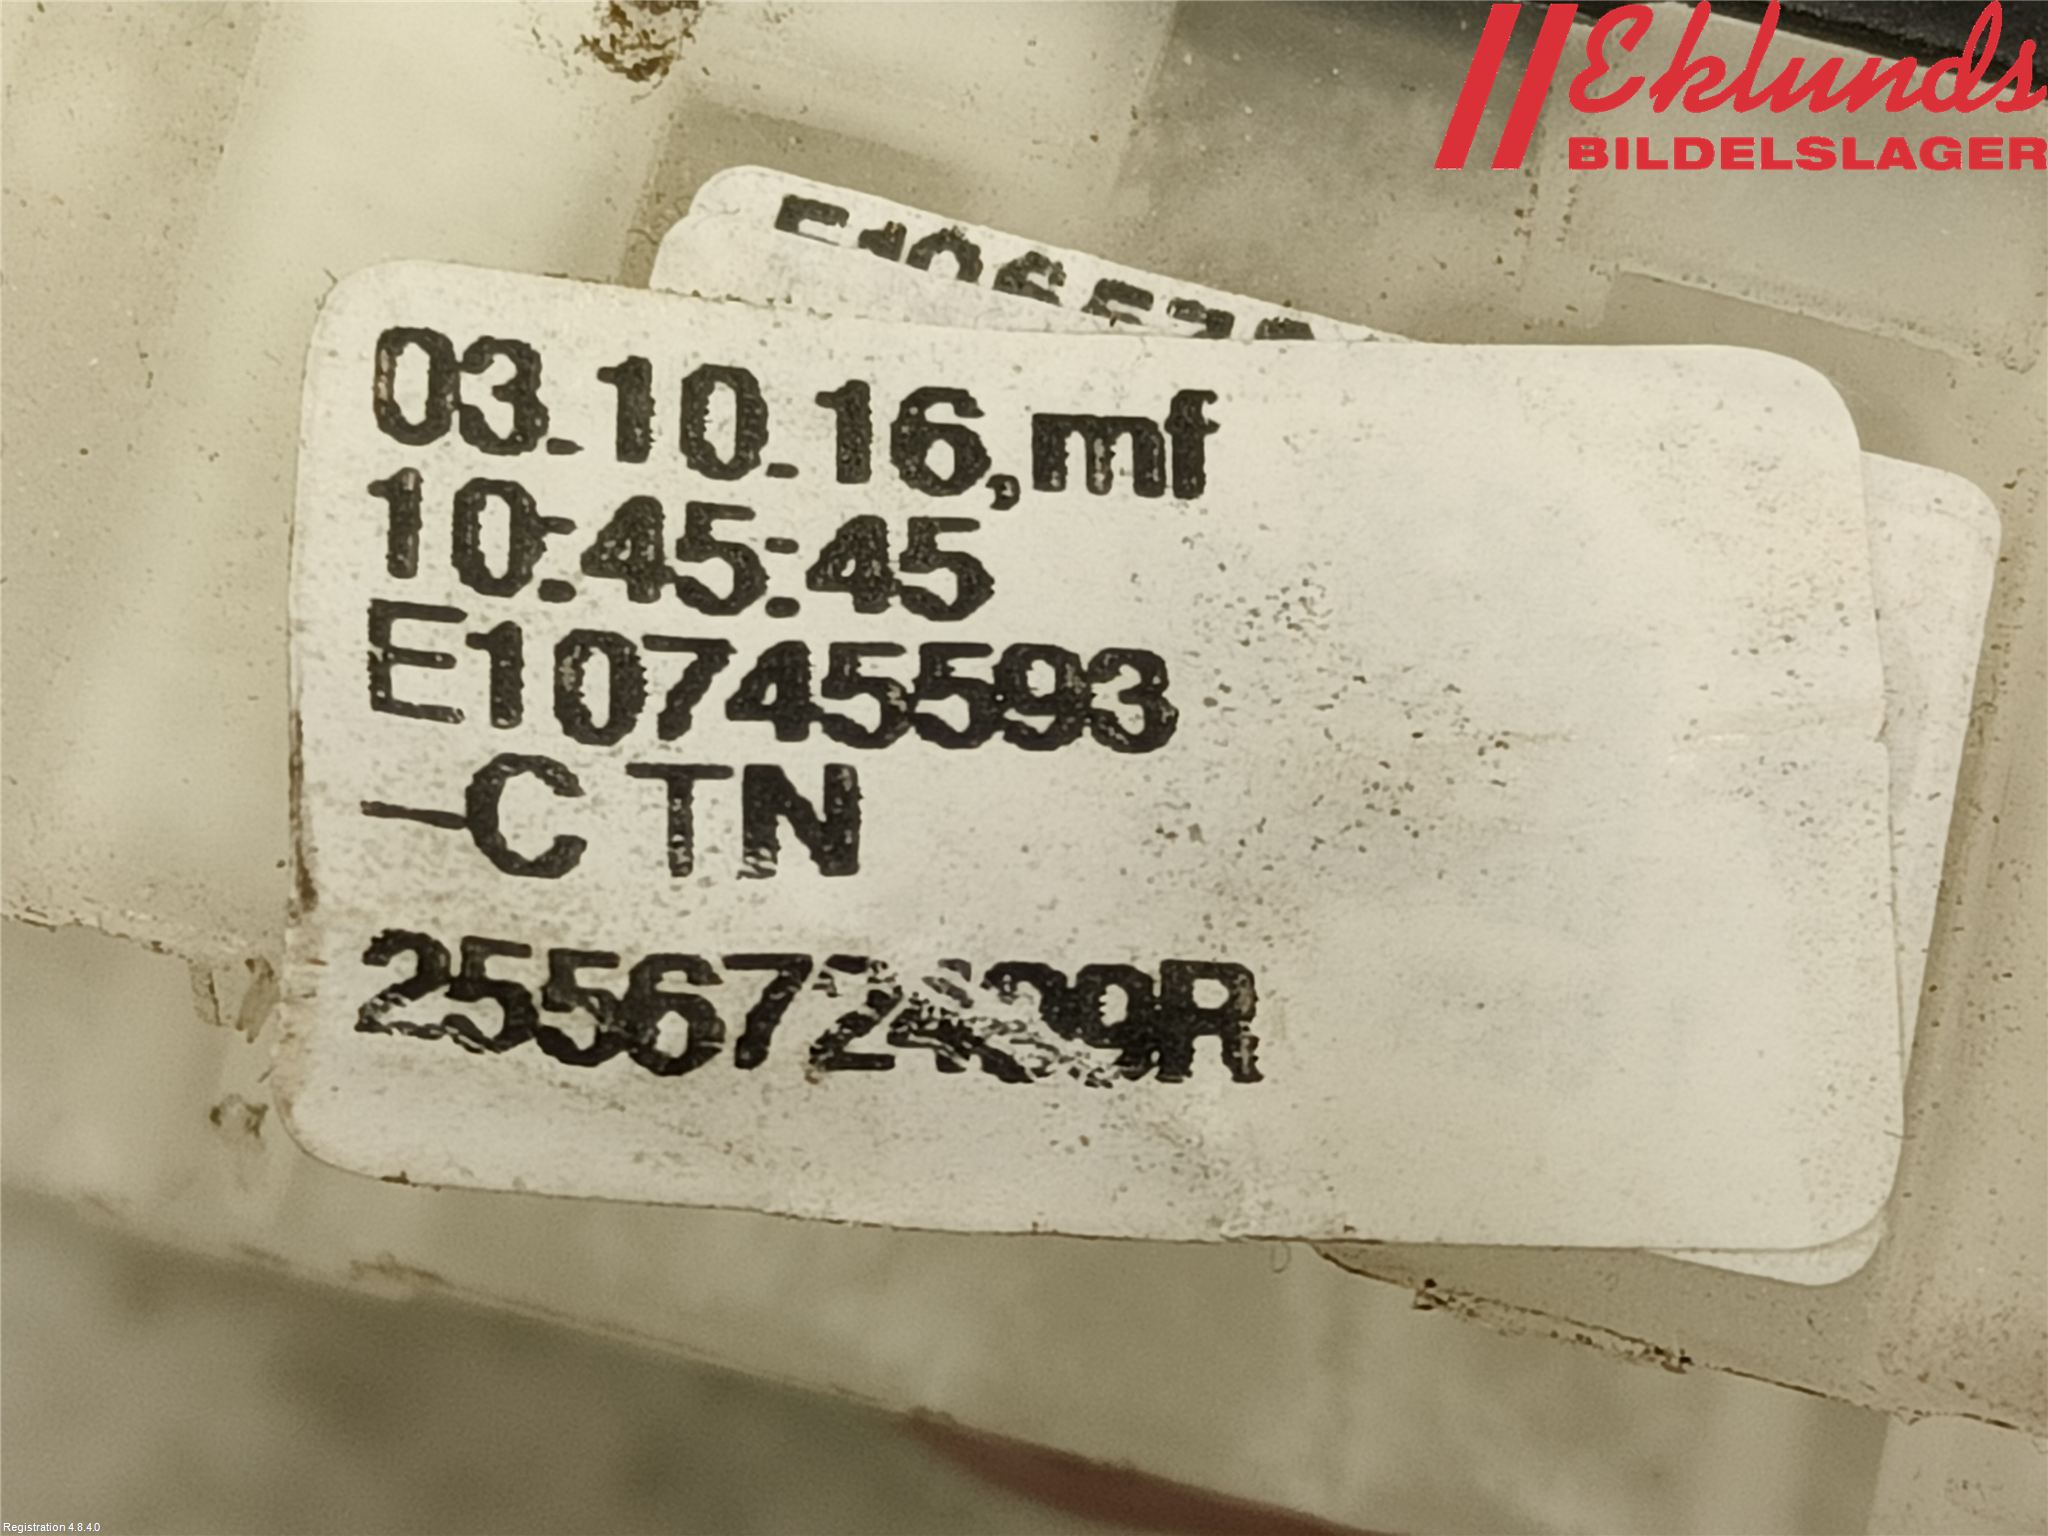 Eklunds
BILDELSLAGER
03.10.16,mf
10:45:45
E10745593
-C TN
Registration 4.8.4.0